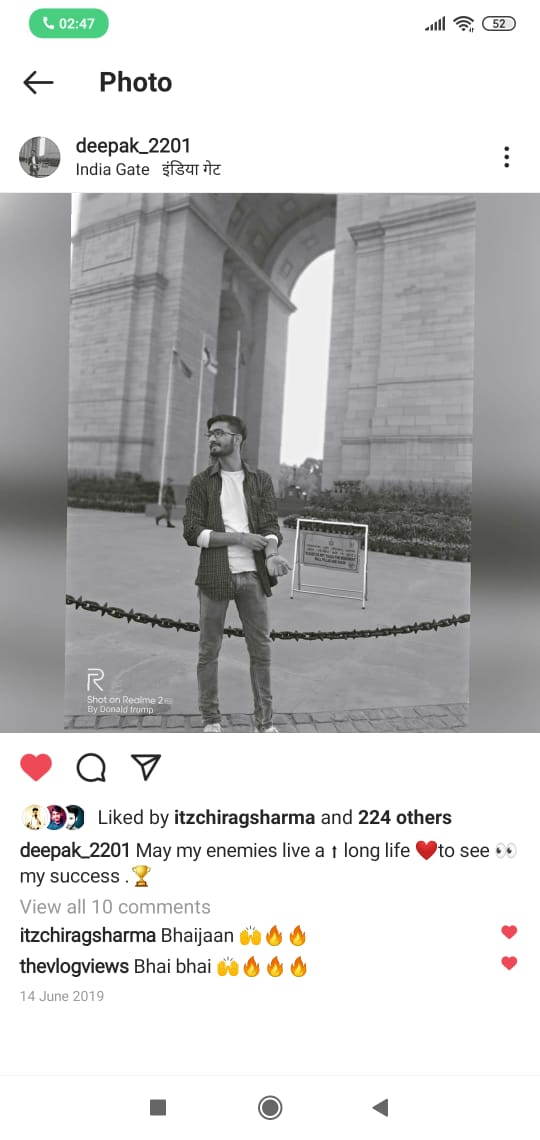 02:47
52
Photo
deepak_2201
India Gate इंडिया गेट
R
Shot on Realme 2
By Donald trump
Liked by itzchiragsharma and 224 others
deepak_2201 May my enemies live a ↑ long life ❤️to see 👀
my success .🏆
View all 10 comments
itzchiragsharma Bhaijaan 🙌🔥🔥
thevlogviews Bhai bhai 🙌🔥🔥🔥
14 June 2019